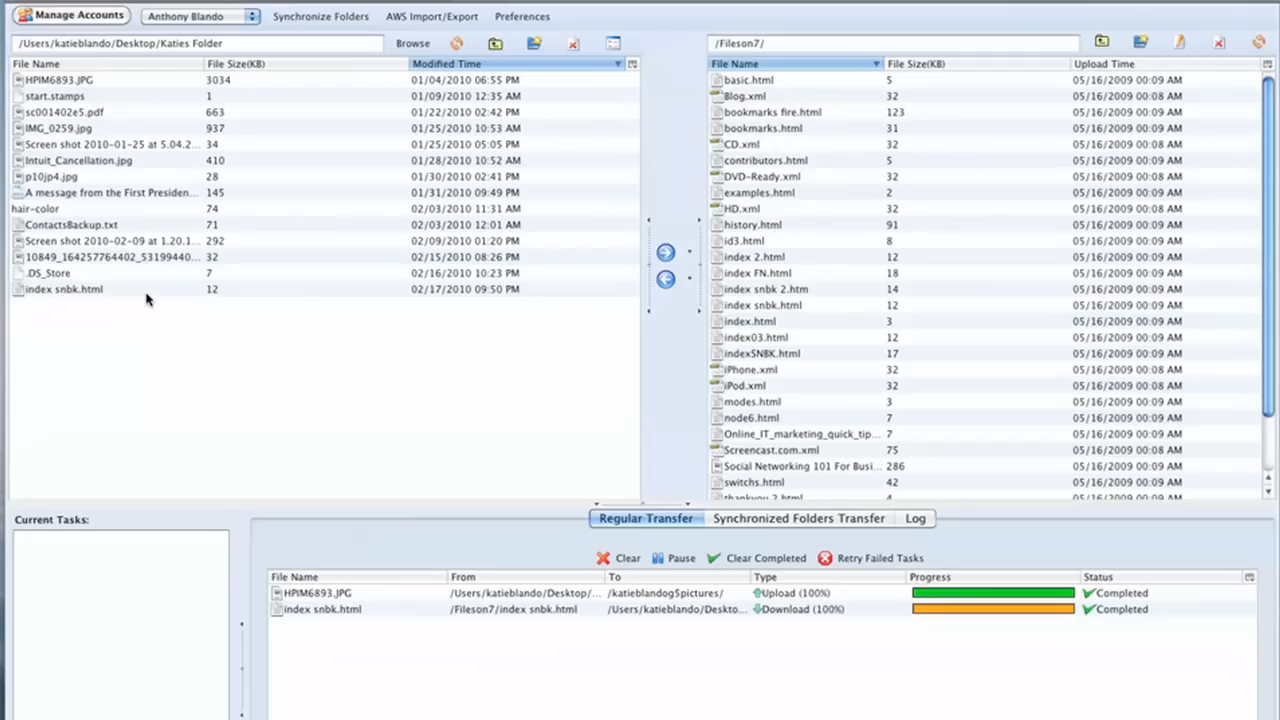 Manage Accounts Anthony Blando Synchronize Folders AWS Import/Export Preferences
/Users/katieblando/Desktop/Katies Folder Browse
File Name File Size(KB) Modified Time
HPIM6893.JPG 3034 01/04/2010 06:55 PM
start.stamps 1 01/09/2010 12:35 AM
sc001402e5.pdf 663 01/22/2010 02:42 PM
IMG_0259.jpg 937 01/25/2010 10:53 AM
Screen shot 2010-01-25 at 5.04.2... 34 01/25/2010 05:05 PM
Intuit_Cancellation.jpg 410 01/28/2010 10:52 AM
p10jp4.jpg 28 01/30/2010 02:41 PM
A message from the First Presiden... 145 01/31/2010 09:49 PM
hair-color 74 02/03/2010 11:31 AM
ContactsBackup.txt 71 02/03/2010 12:01 AM
Screen shot 2010-02-09 at 1.20.1... 292 02/09/2010 01:20 PM
10849_164257764402_53199440... 32 02/15/2010 08:26 PM
.DS_Store 7 02/16/2010 10:23 PM
index snbk.html 12 02/17/2010 09:50 PM
/Fileson7/
File Name File Size(KB) Upload Time
basic.html 5 05/16/2009 00:09 AM
Blog.xml 32 05/16/2009 00:08 AM
bookmarks fire.html 123 05/16/2009 00:09 AM
bookmarks.html 31 05/16/2009 00:09 AM
CD.xml 32 05/16/2009 00:08 AM
contributors.html 5 05/16/2009 00:09 AM
DVD-Ready.xml 32 05/16/2009 00:08 AM
examples.html 2 05/16/2009 00:09 AM
HD.xml 32 05/16/2009 00:08 AM
history.html 91 05/16/2009 00:09 AM
id3.html 8 05/16/2009 00:09 AM
index 2.html 12 05/16/2009 00:09 AM
index FN.html 18 05/16/2009 00:09 AM
index snbk 2.htm 14 05/16/2009 00:09 AM
index snbk.html 12 05/16/2009 00:09 AM
index.html 3 05/16/2009 00:09 AM
index03.html 12 05/16/2009 00:09 AM
indexSNBK.html 17 05/16/2009 00:09 AM
iPhone.xml 32 05/16/2009 00:08 AM
iPod.xml 32 05/16/2009 00:08 AM
modes.html 3 05/16/2009 00:09 AM
node6.html 7 05/16/2009 00:09 AM
Online_IT_marketing_quick_tip... 7 05/16/2009 00:09 AM
Screencast.com.xml 75 05/16/2009 00:08 AM
Social Networking 101 For Busi... 286 05/16/2009 00:09 AM
switchs.html 42 05/16/2009 00:09 AM
thankyou 2.html 4 05/16/2009 00:09 AM
Current Tasks:
Regular Transfer Synchronized Folders Transfer Log
Clear Pause Clear Completed Retry Failed Tasks
File Name From To Type Progress Status
HPIM6893.JPG /Users/katieblando/Desktop/... /katieblandog5pictures/ Upload (100%) Completed
index snbk.html /Fileson7/index snbk.html /Users/katieblando/Deskto... Download (100%) Completed